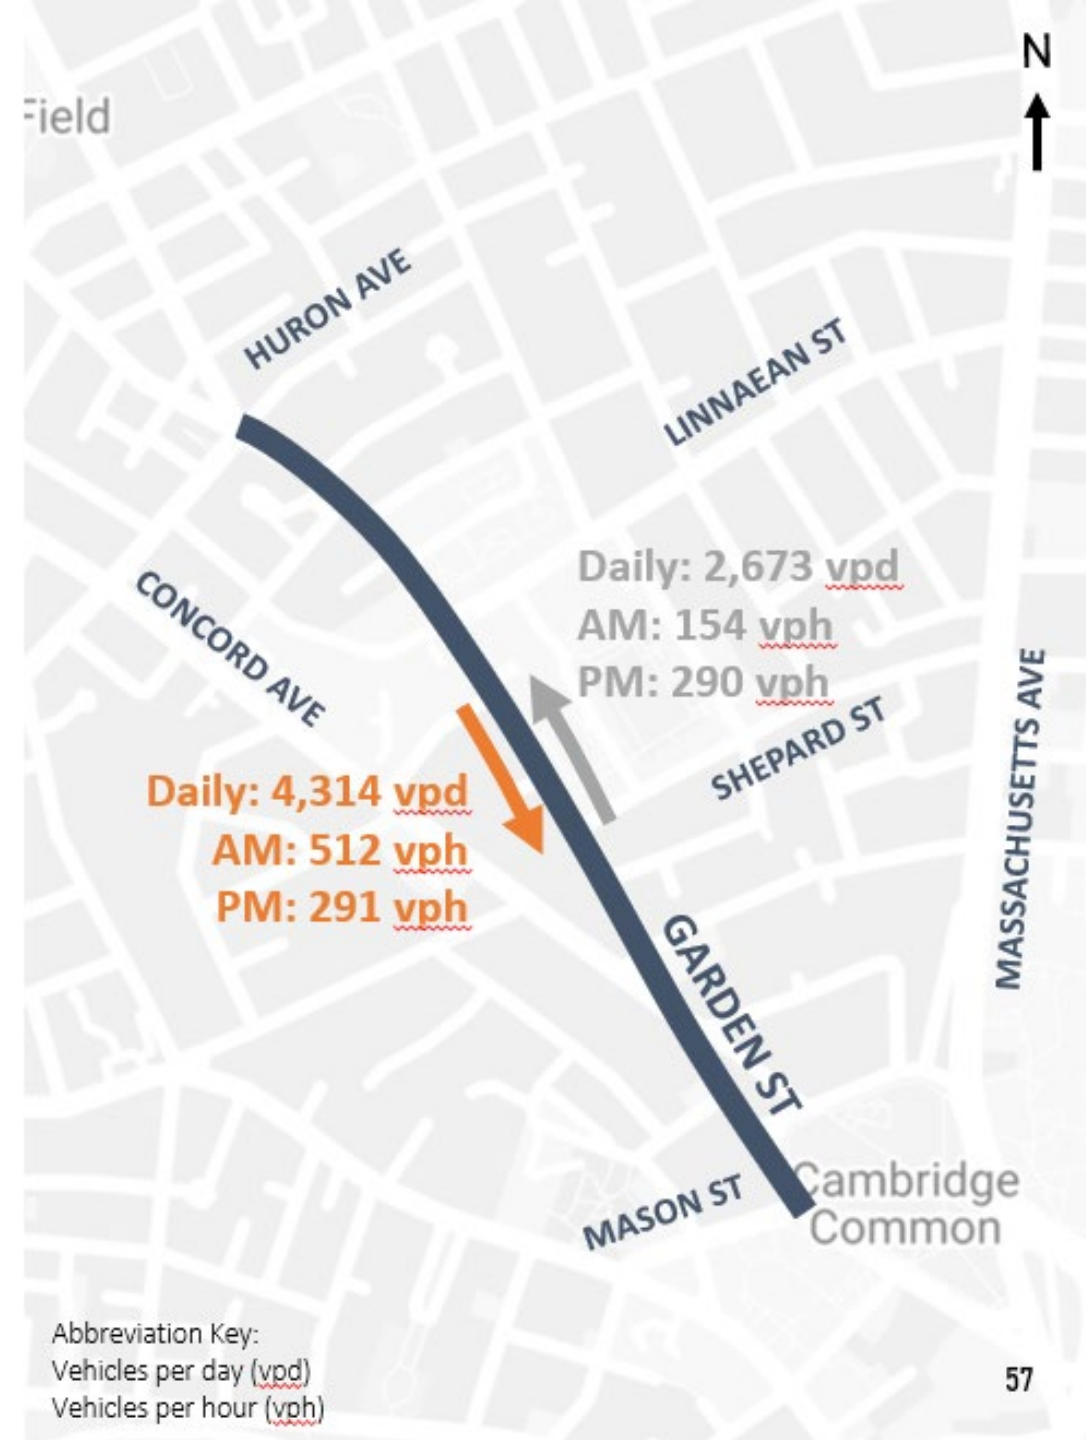 N
Field
HURON AVE
LINNAEAN ST
CONCORD AVE
Daily: 2,673 vpd
AM: 154 vph
PM: 290 vph
SHEPARD ST
MASSACHUSETTS AVE
Daily: 4,314 vpd
AM: 512 vph
PM: 291 vph
GARDEN ST
MASON ST
Cambridge
Common
Abbreviation Key:
Vehicles per day (vpd)
Vehicles per hour (vph)
57